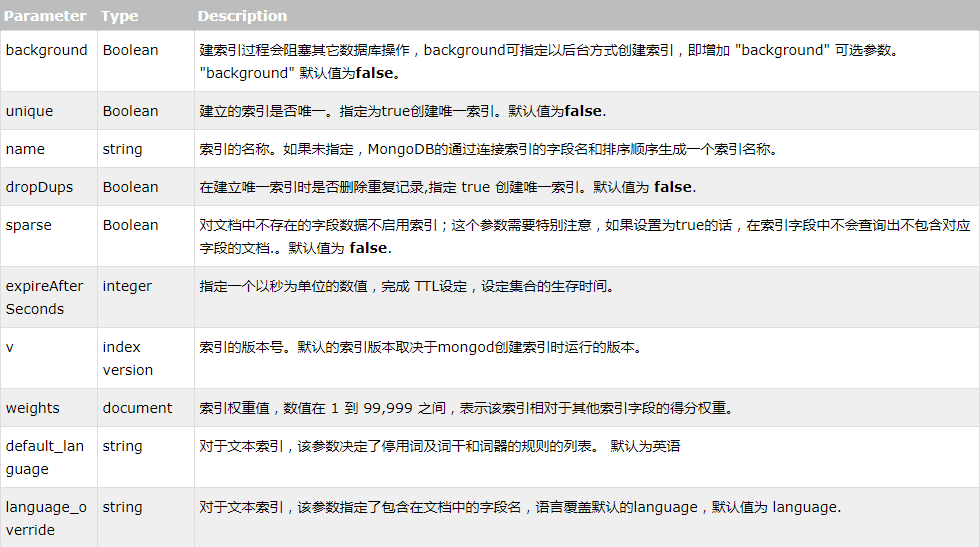 Parameter Type Description
background Boolean 建索引过程会阻塞其它数据库操作，background可指定以后台方式创建索引，即增加 "background" 可选参数。
"background" 默认值为false。
unique Boolean 建立的索引是否唯一。指定为true创建唯一索引。默认值为false.
name string 索引的名称。如果未指定，MongoDB的通过连接索引的字段名和排序顺序生成一个索引名称。
dropDups Boolean 在建立唯一索引时是否删除重复记录,指定 true 创建唯一索引。默认值为 false.
sparse Boolean 对文档中不存在的字段数据不启用索引；这个参数需要特别注意，如果设置为true的话，在索引字段中不会查询出不包含对应
字段的文档.。默认值为 false.
expireAfter integer 指定一个以秒为单位的数值，完成 TTL设定，设定集合的生存时间。
Seconds
v index 索引的版本号。默认的索引版本取决于mongod创建索引时运行的版本。
version
weights document 索引权重值，数值在 1 到 99,999 之间，表示该索引相对于其他索引字段的得分权重。
default_lan string 对于文本索引，该参数决定了停用词及词干和词器的规则的列表。 默认为英语
guage
language_o string 对于文本索引，该参数指定了包含在文档中的字段名，语言覆盖默认的language，默认值为 language.
verride